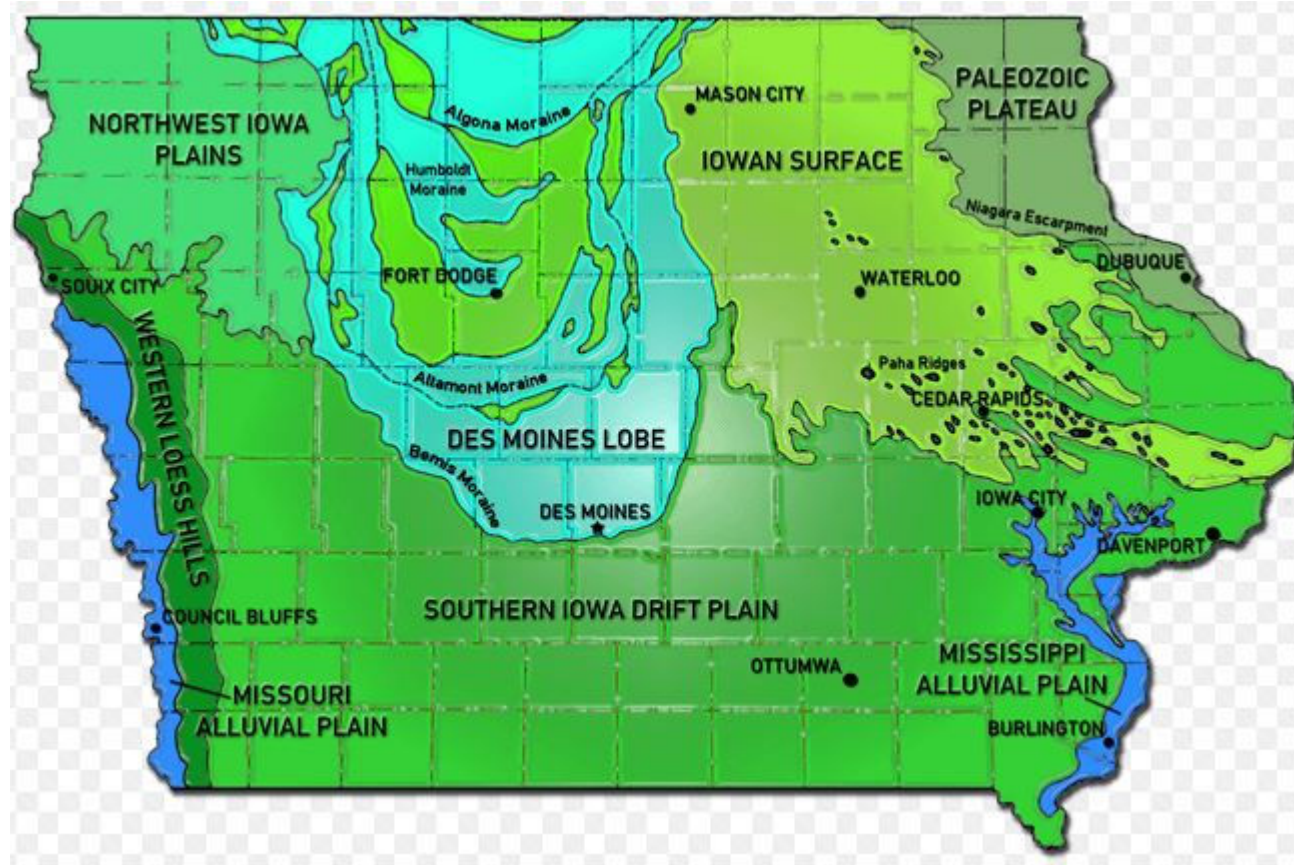 MASON CITY
PALEOZOIC
PLATEAU
NORTHWEST IOWA
PLAINS
Algona Moraine
IOWAN SURFACE
Humboldt
Moraine
Niagara Escarpment
SOUIX CITY
FORT DODGE
WATERLOO
DUBUQUE
WESTERN LOESS HILLS
Altamont Moraine
Paha Ridges
CEDAR RAPIDS
DES MOINES LOBE
Bemis Moraine
DES MOINES
IOWA CITY
DAVENPORT
COUNCIL BLUFFS
SOUTHERN IOWA DRIFT PLAIN
OTTUMWA
MISSISSIPPI
ALLUVIAL PLAIN
MISSOURI
ALLUVIAL PLAIN
BURLINGTON